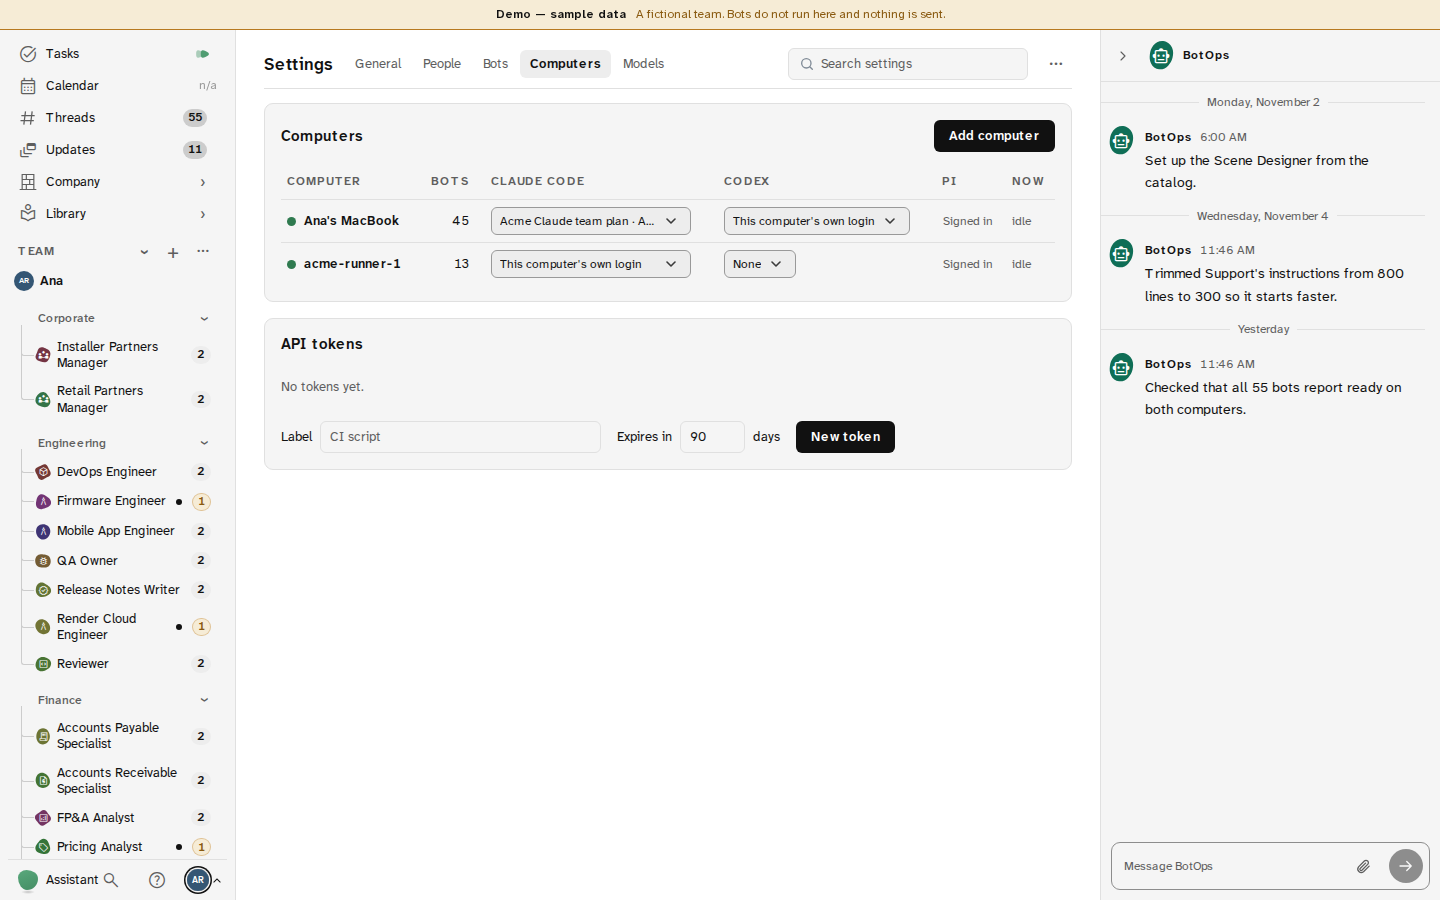 Demo — sample data A fictional team. Bots do not run here and nothing is sent.
Tasks
Calendar n/a
Threads 55
Updates 11
Company
Library
TEAM
AR Ana
Corporate
Installer Partners
Manager 2
Retail Partners
Manager 2
Engineering
DevOps Engineer 2
Firmware Engineer 1
Mobile App Engineer 2
QA Owner 2
Release Notes Writer 2
Render Cloud
Engineer 1
Reviewer 2
Finance
Accounts Payable
Specialist 2
Accounts Receivable
Specialist 2
FP&A Analyst 2
Pricing Analyst 1
Assistant AR
Settings General People Bots Computers Models Search settings
Computers Add computer
COMPUTER BOTS CLAUDE CODE CODEX PI NOW
Ana's MacBook 45 Acme Claude team plan · A... This computer's own login Signed in idle
acme-runner-1 13 This computer's own login None Signed in idle
API tokens
No tokens yet.
Label CI script Expires in 90 days New token
BotOps
Monday, November 2
BotOps 6:00 AM
Set up the Scene Designer from the
catalog.
Wednesday, November 4
BotOps 11:46 AM
Trimmed Support's instructions from 800
lines to 300 so it starts faster.
Yesterday
BotOps 11:46 AM
Checked that all 55 bots report ready on
both computers.
Message BotOps